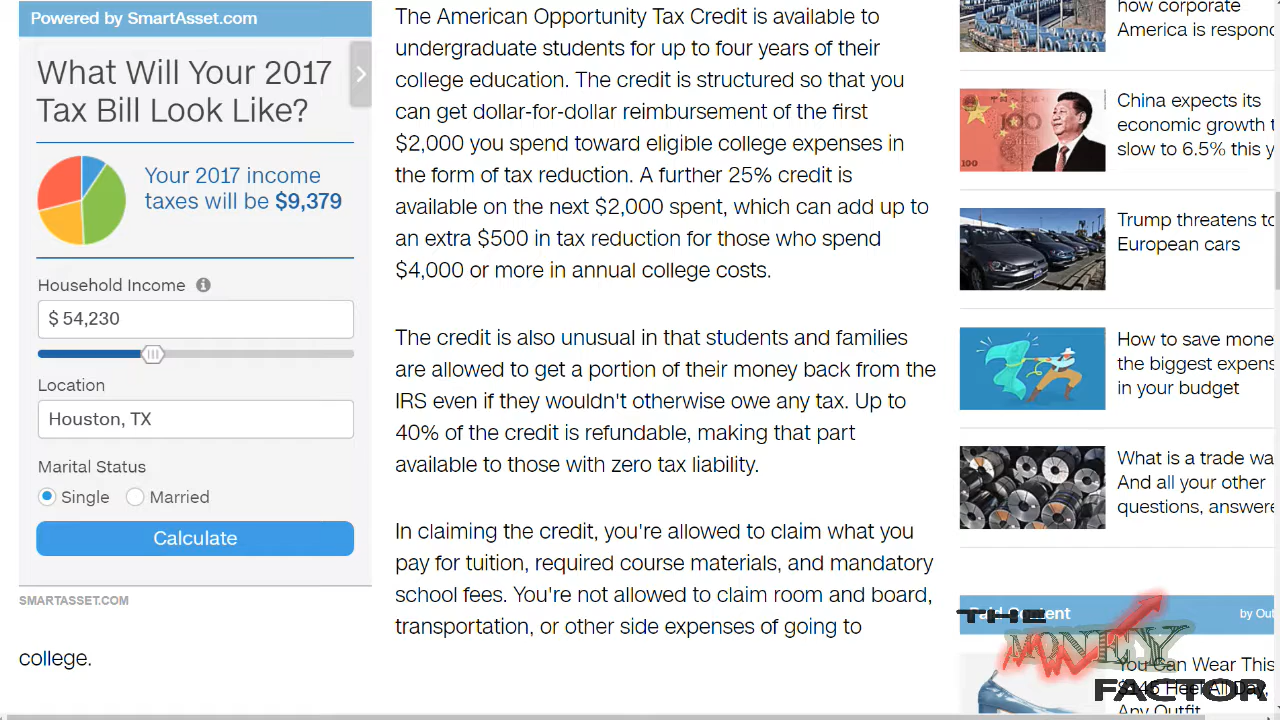 Powered by SmartAsset.com
What Will Your 2017
Tax Bill Look Like?
Your 2017 income
taxes will be $9,379
Household Income
$ 54,230
Location
Houston, TX
Marital Status
Single Married
Calculate
SMARTASSET.COM
The American Opportunity Tax Credit is available to
undergraduate students for up to four years of their
college education. The credit is structured so that you
can get dollar-for-dollar reimbursement of the first
$2,000 you spend toward eligible college expenses in
the form of tax reduction. A further 25% credit is
available on the next $2,000 spent, which can add up to
an extra $500 in tax reduction for those who spend
$4,000 or more in annual college costs.
The credit is also unusual in that students and families
are allowed to get a portion of their money back from the
IRS even if they wouldn't otherwise owe any tax. Up to
40% of the credit is refundable, making that part
available to those with zero tax liability.
In claiming the credit, you're allowed to claim what you
pay for tuition, required course materials, and mandatory
school fees. You're not allowed to claim room and board,
transportation, or other side expenses of going to
college.
how corporate
America is respond
China expects its
economic growth t
slow to 6.5% this y
100
Trump threatens to
European cars
How to save mone
the biggest expens
in your budget
What is a trade wa
And all your other
questions, answere
Paid Content
by Out
You Can Wear This
$145 Heel All Day,
Any Outfit
THE
MONEY
FACTOR